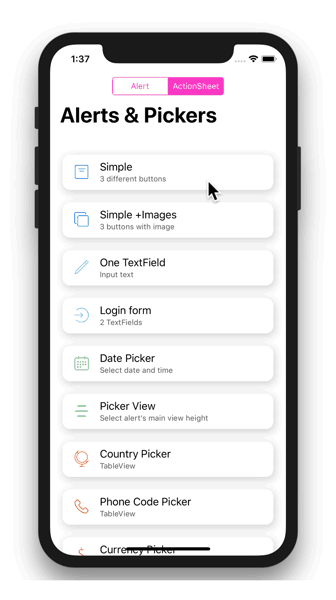 1:37
Alert
ActionSheet
Alerts & Pickers
Simple
3 different buttons
Simple +Images
3 buttons with image
One TextField
Input text
Login form
2 TextFields
Date Picker
Select date and time
Picker View
Select alert's main view height
Country Picker
TableView
Phone Code Picker
TableView
Currency Picker